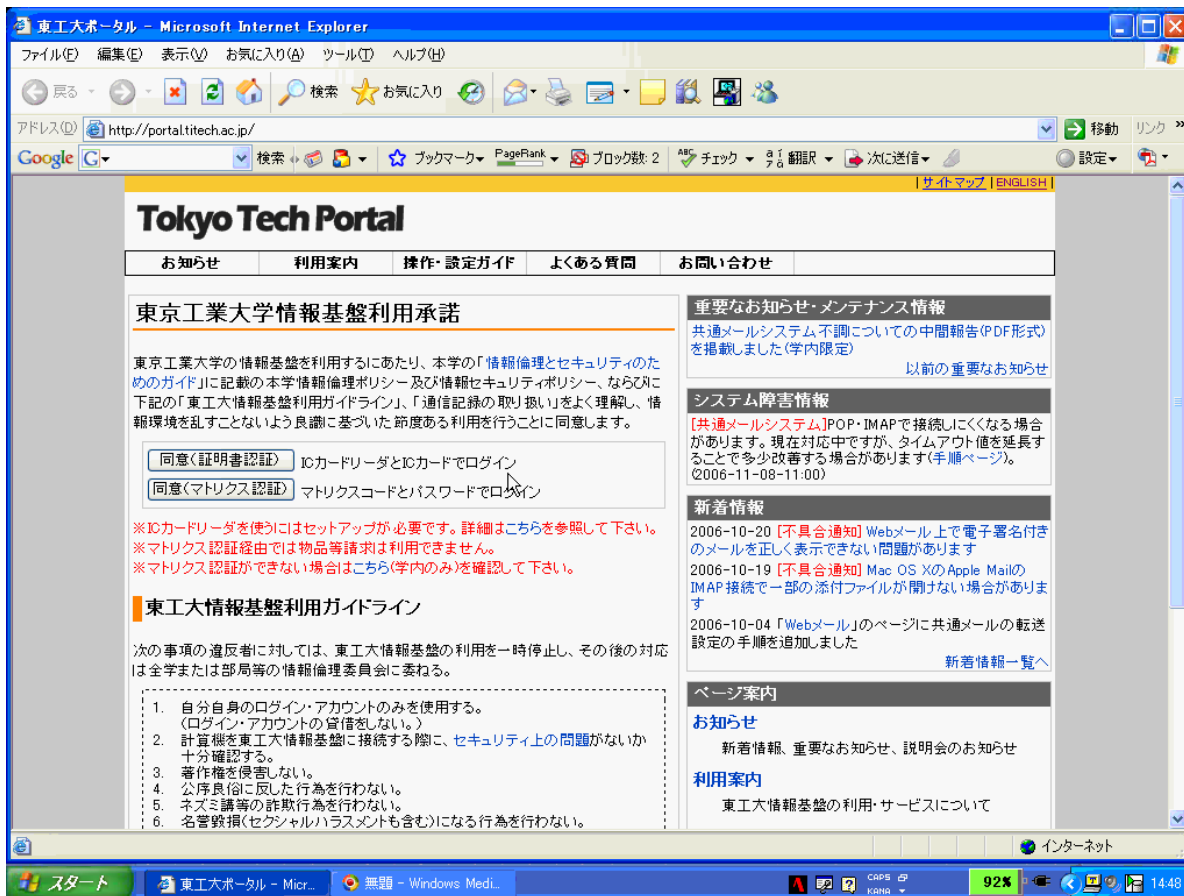 東工大ポータル - Microsoft Internet Explorer
ファイル(F) 編集(E) 表示(V) お気に入り(A) ツール(T) ヘルプ(H)
戻る 検索 お気に入り
アドレス(D) http://portal.titech.ac.jp/ 移動 リンク »
Google G 検索 ブックマーク PageRank ブロック数: 2 チェック 翻訳 次に送信 設定
| サイトマップ | ENGLISH |
Tokyo Tech Portal
お知らせ 利用案内 操作・設定ガイド よくある質問 お問い合わせ
東京工業大学情報基盤利用承諾
東京工業大学の情報基盤を利用するにあたり、本学の「情報倫理とセキュリティのた
めのガイド」に記載の本学情報倫理ポリシー及び情報セキュリティポリシー、ならびに
下記の「東工大情報基盤利用ガイドライン」、「通信記録の取り扱い」をよく理解し、情
報環境を乱すことないよう良識に基づいた節度ある利用を行うことに同意します。
同意(証明書認証) ICカードリーダとICカードでログイン
同意(マトリクス認証) マトリクスコードとパスワードでログイン
※ICカードリーダを使うにはセットアップが必要です。詳細はこちらを参照して下さい。
※マトリクス認証経由では物品等請求は利用できません。
※マトリクス認証ができない場合はこちら(学内のみ)を確認して下さい。
東工大情報基盤利用ガイドライン
次の事項の違反者に対しては、東工大情報基盤の利用を一時停止し、その後の対応
は全学または部局等の情報倫理委員会に委ねる。
1. 自分自身のログイン・アカウントのみを使用する。
(ログイン・アカウントの貸借をしない。)
2. 計算機を東工大情報基盤に接続する際に、セキュリティ上の問題がないか
十分確認する。
3. 著作権を侵害しない。
4. 公序良俗に反した行為を行わない。
5. ネズミ講等の詐欺行為を行わない。
6. 名誉毀損(セクシャルハラスメントも含む)になる行為を行わない。
重要なお知らせ・メンテナンス情報
共通メールシステム不調についての中間報告(PDF形式)
を掲載しました(学内限定)
以前の重要なお知らせ
システム障害情報
[共通メールシステム]POP・IMAPで接続しにくくなる場合
があります。現在対応中ですが、タイムアウト値を延長す
ることで多少改善する場合があります(手順ページ)。
(2006-11-08-11:00)
新着情報
2006-10-20 [不具合通知] Webメール上で電子署名付き
のメールを正しく表示できない問題があります
2006-10-19 [不具合通知] Mac OS XのApple Mailの
IMAP接続で一部の添付ファイルが開けない場合がありま
す
2006-10-04 「Webメール」のページに共通メールの転送
設定の手順を追加しました
新着情報一覧へ
ページ案内
お知らせ
新着情報、重要なお知らせ、説明会のお知らせ
利用案内
東工大情報基盤の利用・サービスについて
インターネット
スタート 東工大ポータル - Micr... 無題 - Windows Medi... CAPS KANA 92% 14:48